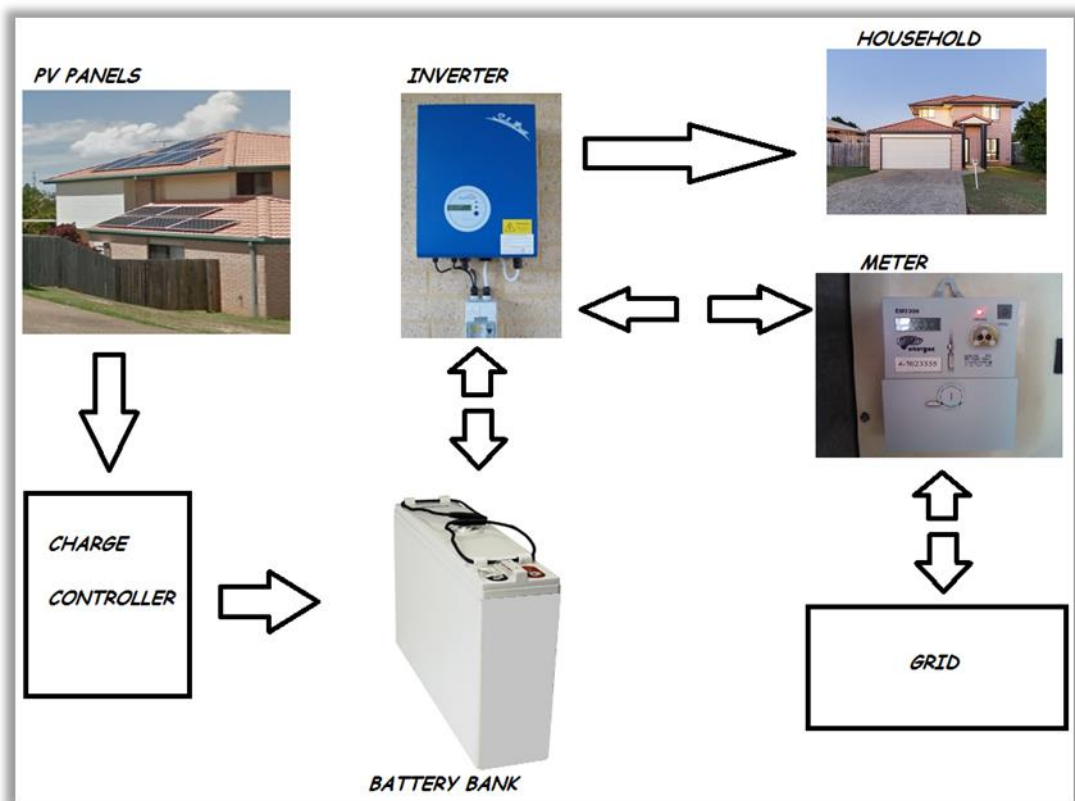 HOUSEHOLD
PV PANELS
INVERTER
METER
CHARGE
CONTROLLER
GRID
BATTERY BANK